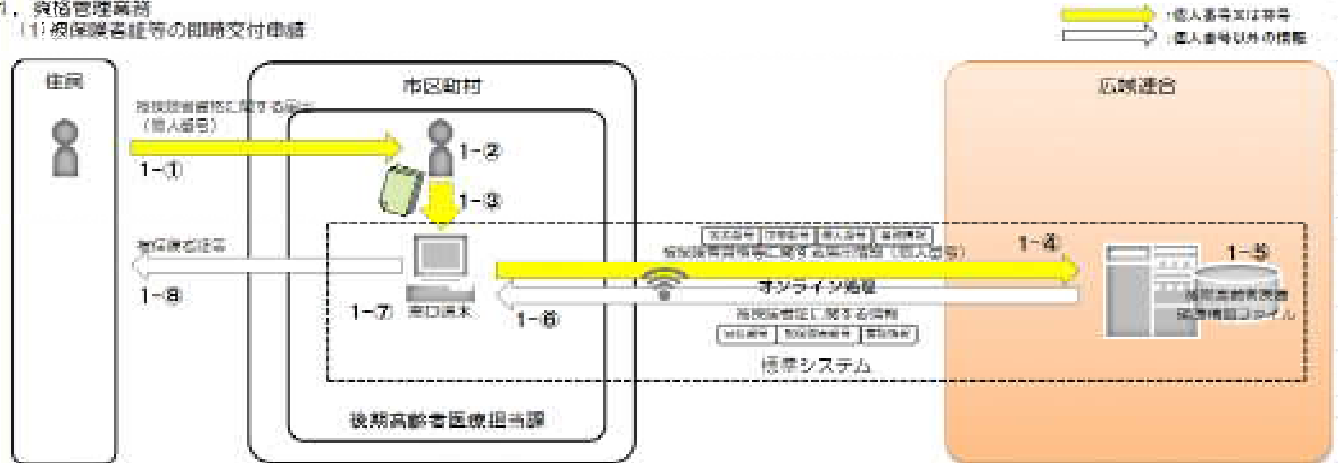 1．資格管理業務
(1)被保険者証等の即時交付申請
：個人番号又は符号
：個人番号以外の情報
住民
市区町村
広域連合
被保険者資格に関する届出
（個人番号）
1-①
1-②
1-③
被保険者証等
1-⑧
1-⑦
窓口端末
個人番号
被保険者資格等に関する届出情報（個人番号）
1-④
1-⑤
オンライン処理
1-⑥
被保険者証に関する情報
標準システム
後期高齢者医療担当課